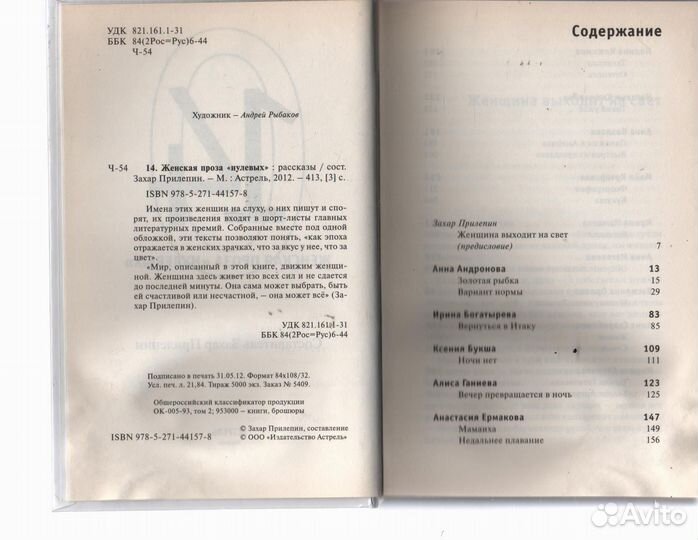 УДК 821.161.1-31
ББК 84(2Рос=Рус)6-44
Ч-54
Художник – Андрей Рыбаков
Ч-54 14. Женская проза «нулевых» : рассказы / сост.
Захар Прилепин. – М. : Астрель, 2012. – 413, [3] с.
ISBN 978-5-271-44157-8
Имена этих женщин на слуху, о них пишут и спо-
рят, их произведения входят в шорт-листы главных
литературных премий. Собранные вместе под одной
обложкой, эти тексты позволяют понять, «как эпоха
отражается в женских зрачках, что за вкус у нее, что за
цвет».
«Мир, описанный в этой книге, движим женщи-
ной. Женщина здесь живет изо всех сил и не сдается
до последней минуты. Она сама может выбрать, быть
ей счастливой или несчастной, – она может всё» (За-
хар Прилепин).
УДК 821.161.1-31
ББК 84(2Рос=Рус)6-44
Подписано в печать 31.05.12. Формат 84x108/32.
Усл. печ. л. 21,84. Тираж 5000 экз. Заказ № 5409.
Общероссийский классификатор продукции
ОК-005-93, том 2; 953000 – книги, брошюры
ISBN 978-5-271-44157-8
© Захар Прилепин, составление
© ООО «Издательство Астрель»
Содержание
Захар Прилепин
Женщина выходит на свет
(предисловие) 7
Анна Андронова 13
Золотая рыбка 15
Вариант нормы 29
Ирина Богатырева 83
Вернуться в Итаку 85
Ксения Букша 109
Ночи нет 111
Алиса Ганиева 123
Вечер превращается в ночь 125
Анастасия Ермакова 147
Маманха 149
Недальнее плавание 156
Avito